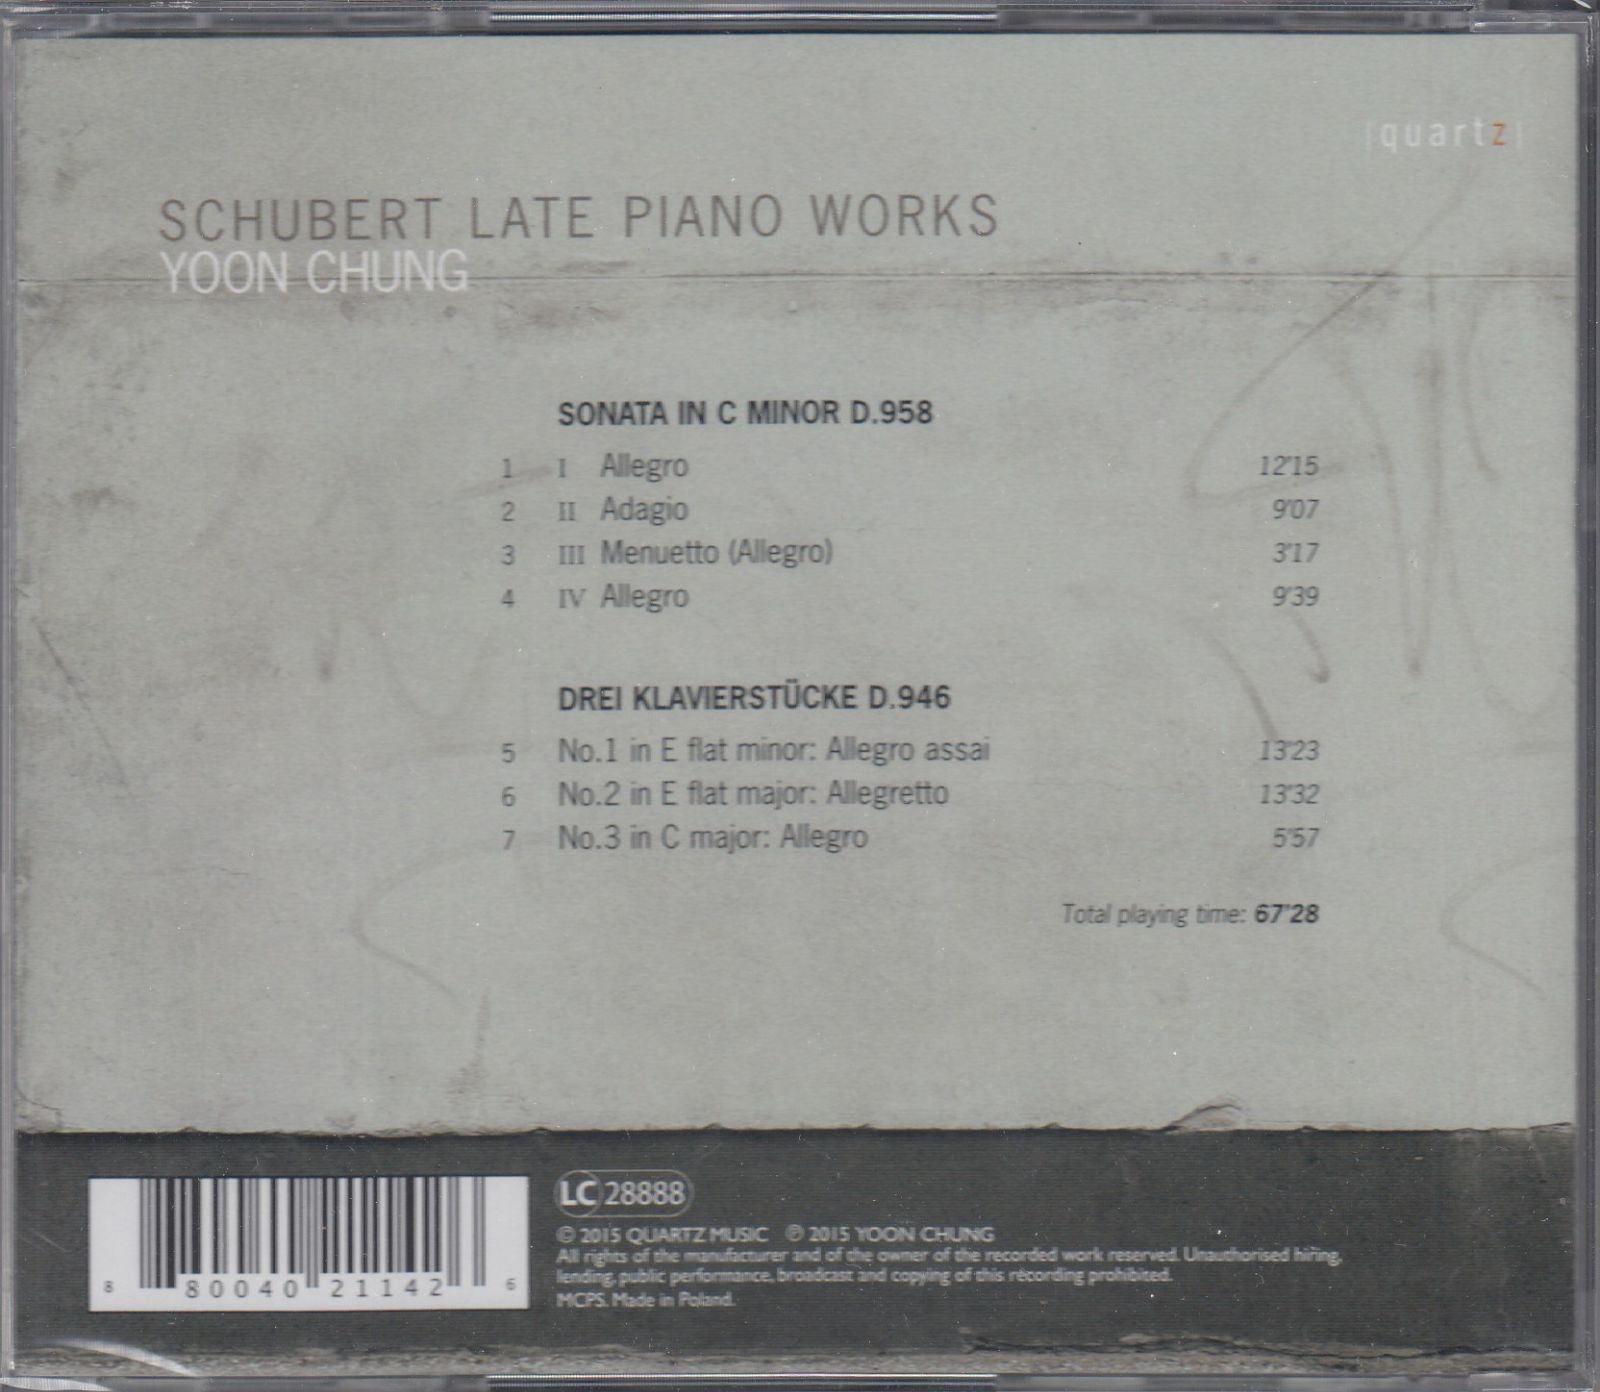 |quartz|
SCHUBERT LATE PIANO WORKS
YOON CHUNG
SONATA IN C MINOR D.958
1 I Allegro 12'15
2 II Adagio 9'07
3 III Menuetto (Allegro) 3'17
4 IV Allegro 9'39
DREI KLAVIERSTÜCKE D.946
5 No.1 in E flat minor: Allegro assai 13'23
6 No.2 in E flat major: Allegretto 13'32
7 No.3 in C major: Allegro 5'57
Total playing time: 67'28
8 80040 21142 6
LC 28888
© 2015 QUARTZ MUSIC ℗ 2015 YOON CHUNG
All rights of the manufacturer and of the owner of the recorded work reserved. Unauthorised hiring,
lending, public performance, broadcast and copying of this recording prohibited.
MCPS. Made in Poland.